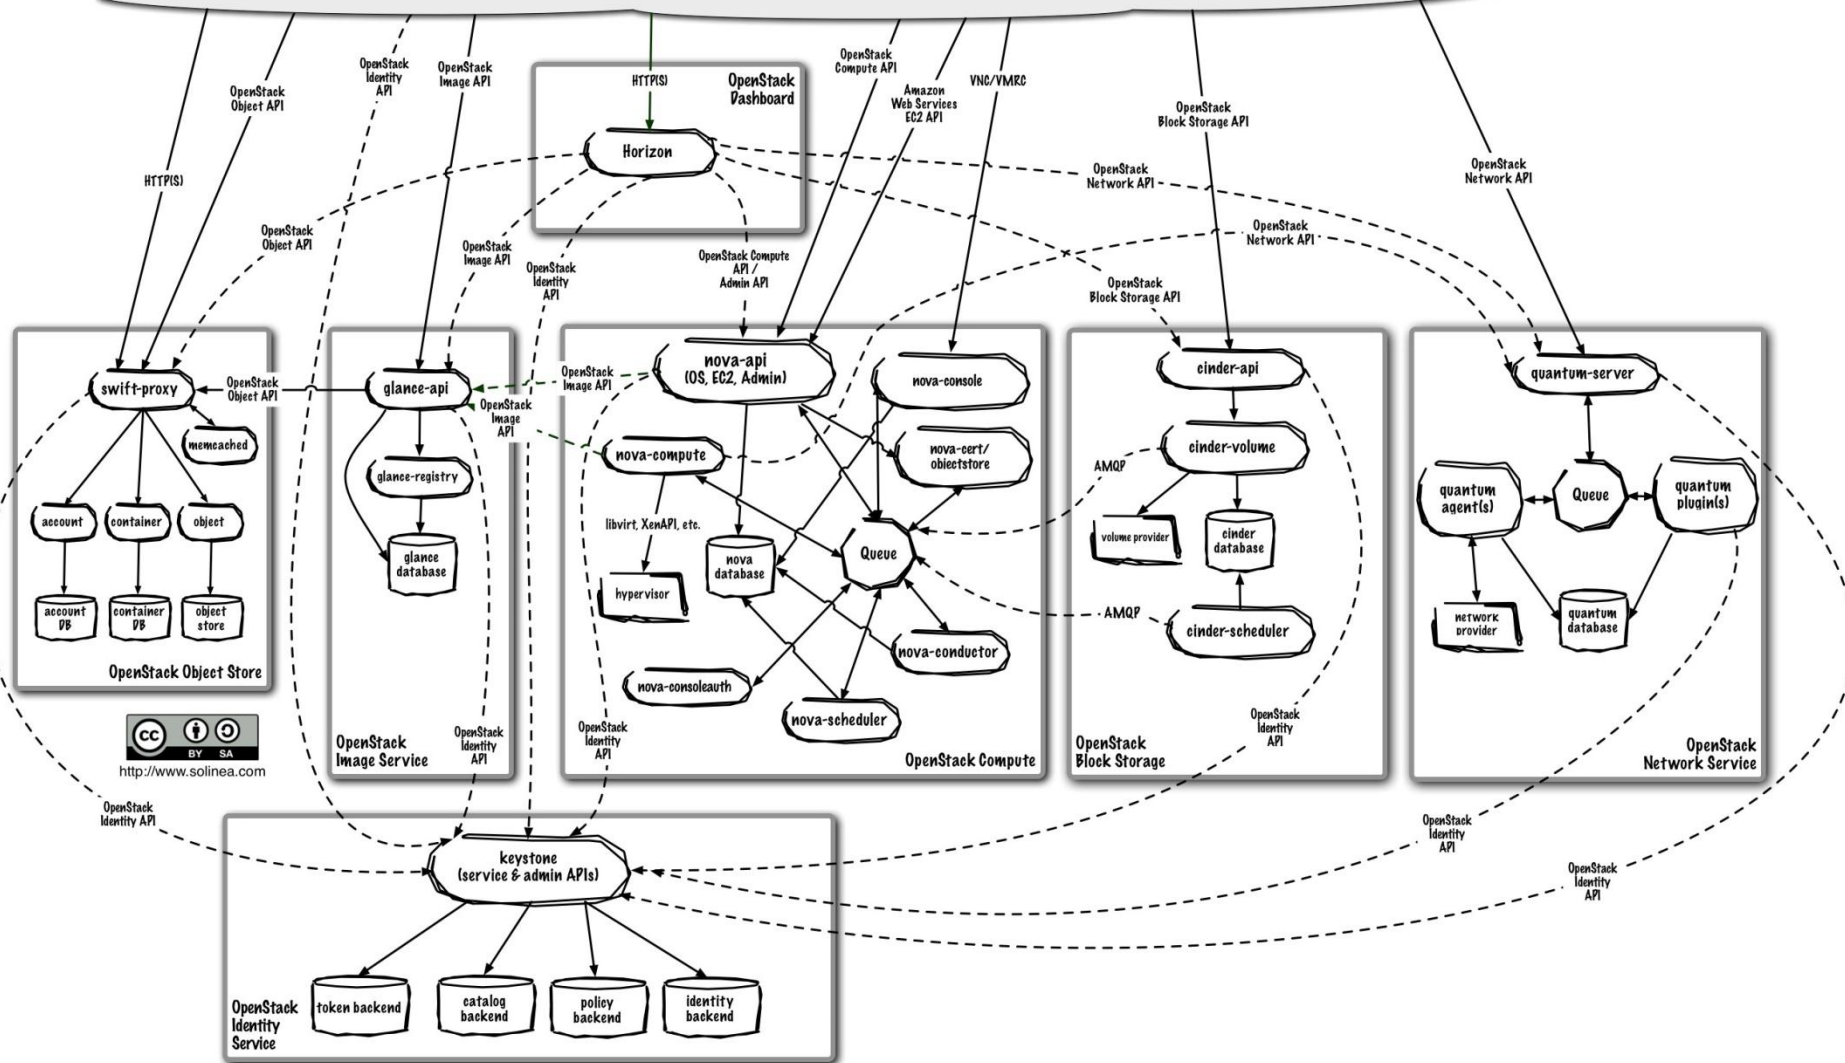 OpenStack
Identity
API
OpenStack
Image API
HTTP(S)
OpenStack
Dashboard
OpenStack
Compute API
Amazon
Web Services
EC2 API
VNC/VMRC
OpenStack
Object API
OpenStack
Block Storage API
HTTP(S)
Horizon
OpenStack
Network API
OpenStack
Network API
OpenStack
Object API
OpenStack
Image API
OpenStack
Identity
API
OpenStack Compute
API /
Admin API
OpenStack
Network API
OpenStack
Block Storage API
swift-proxy
OpenStack
Object API
glance-api
OpenStack
Image API
OpenStack
Image
API
nova-api
(OS, EC2, Admin)
nova-console
cinder-api
quantum-server
memcached
glance-registry
nova-compute
nova-cert/
objectstore
AMQP
cinder-volume
account
container
object
glance
database
libvirt, XenAPI, etc.
hypervisor
nova
database
Queue
volume provider
cinder
database
quantum
agent(s)
Queue
quantum
plugin(s)
account
DB
container
DB
object
store
AMQP
cinder-scheduler
network
provider
quantum
database
nova-conductor
nova-consoleauth
nova-scheduler
OpenStack Object Store
cc
BY SA
http://www.solinea.com
OpenStack
Image Service
OpenStack
Identity
API
OpenStack
Identity
API
OpenStack Compute
OpenStack
Block Storage
OpenStack
Identity
API
OpenStack
Network Service
OpenStack
Identity API
OpenStack
Identity
API
OpenStack
Identity
API
keystone
(service & admin APIs)
token backend
catalog
backend
policy
backend
identity
backend
OpenStack
Identity
Service